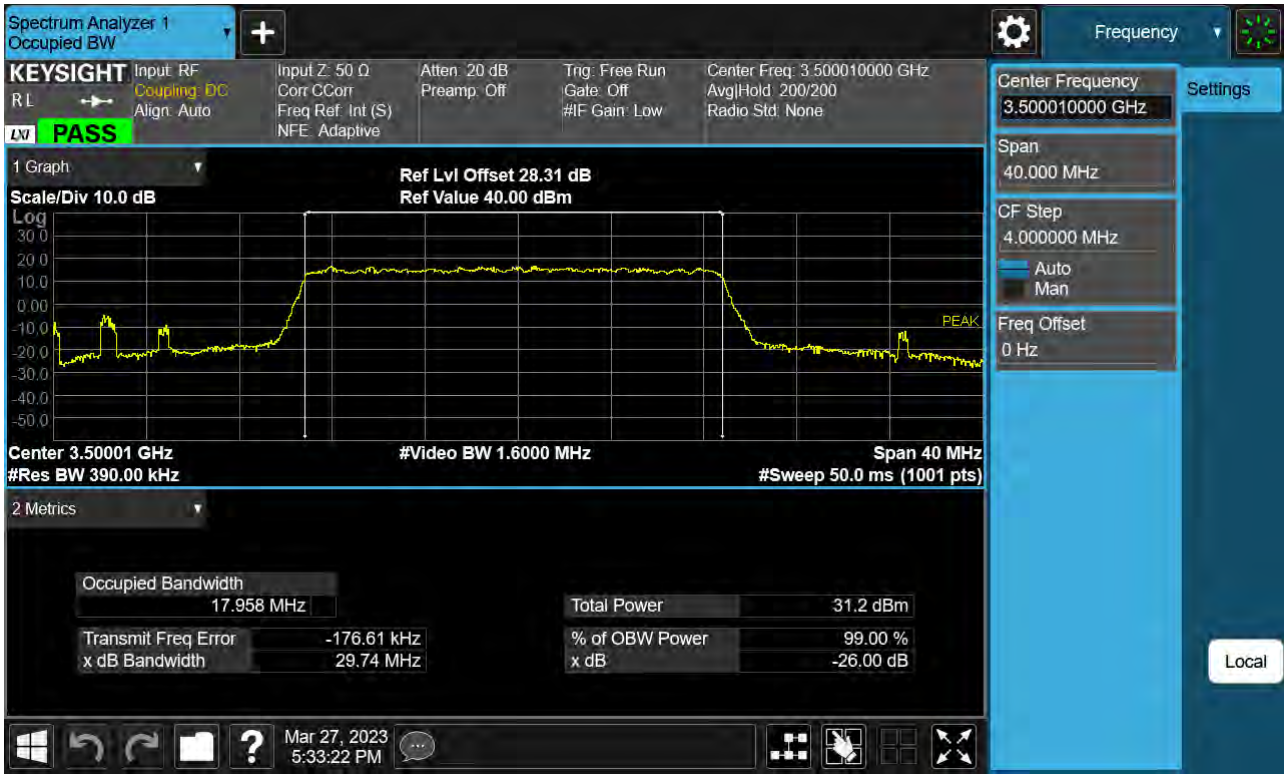 Spectrum Analyzer 1
Occupied BW
+
Frequency
KEYSIGHT
RL
LXI PASS
Input: RF
Coupling: DC
Align: Auto
Input Z: 50 Ω
Corr CCorr
Freq Ref: Int (S)
NFE: Adaptive
Atten: 20 dB
Preamp: Off
Trig: Free Run
Gate: Off
#IF Gain: Low
Center Freq: 3.500010000 GHz
Avg|Hold: 200/200
Radio Std: None
Center Frequency
3.500010000 GHz
Settings
Span
40.000 MHz
CF Step
4.000000 MHz
Auto
Man
Freq Offset
0 Hz
Local
1 Graph
Scale/Div 10.0 dB
Ref Lvl Offset 28.31 dB
Ref Value 40.00 dBm
Log
30.0
20.0
10.0
0.00
-10.0
-20.0
-30.0
-40.0
-50.0
PEAK
Center 3.50001 GHz
#Video BW 1.6000 MHz
Span 40 MHz
#Res BW 390.00 kHz
#Sweep 50.0 ms (1001 pts)
2 Metrics
Occupied Bandwidth
17.958 MHz
Total Power 31.2 dBm
Transmit Freq Error -176.61 kHz
% of OBW Power 99.00 %
x dB Bandwidth 29.74 MHz
x dB -26.00 dB
?
Mar 27, 2023
5:33:22 PM